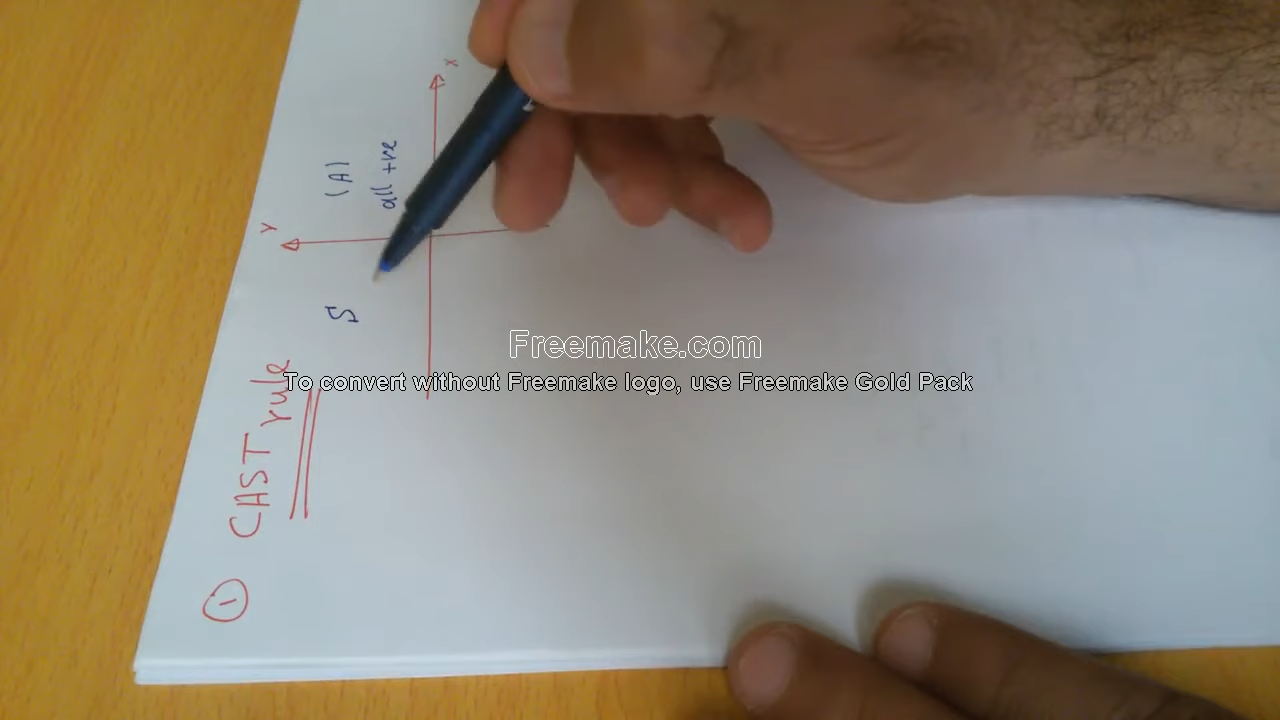 ① CAST rule
Y
S
(A)
all +ve
X
Freemake.com
To convert without Freemake logo, use Freemake Gold Pack